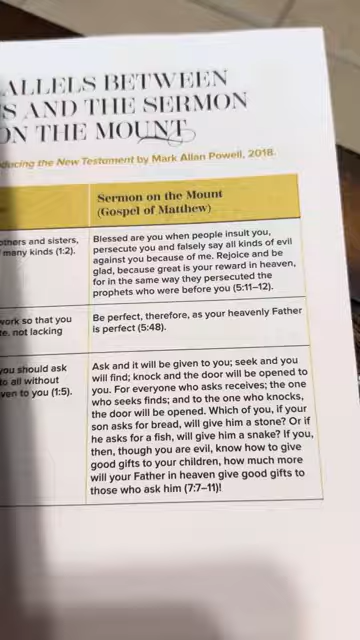 ALLELS BETWEEN
S AND THE SERMON
ON THE MOUNT
ducing the New Testament by Mark Allan Powell, 2018.
Sermon on the Mount
(Gospel of Matthew)
others and sisters,
many kinds (1:2).
Blessed are you when people insult you,
persecute you and falsely say all kinds of evil
against you because of me. Rejoice and be
glad, because great is your reward in heaven,
for in the same way they persecuted the
prophets who were before you (5:11–12).
work so that you
te, not lacking
Be perfect, therefore, as your heavenly Father
is perfect (5:48).
you should ask
to all without
ven to you (1:5).
Ask and it will be given to you; seek and you
will find; knock and the door will be opened to
you. For everyone who asks receives; the one
who seeks finds; and to the one who knocks,
the door will be opened. Which of you, if your
son asks for bread, will give him a stone? Or if
he asks for a fish, will give him a snake? If you,
then, though you are evil, know how to give
good gifts to your children, how much more
will your Father in heaven give good gifts to
those who ask him (7:7–11)!